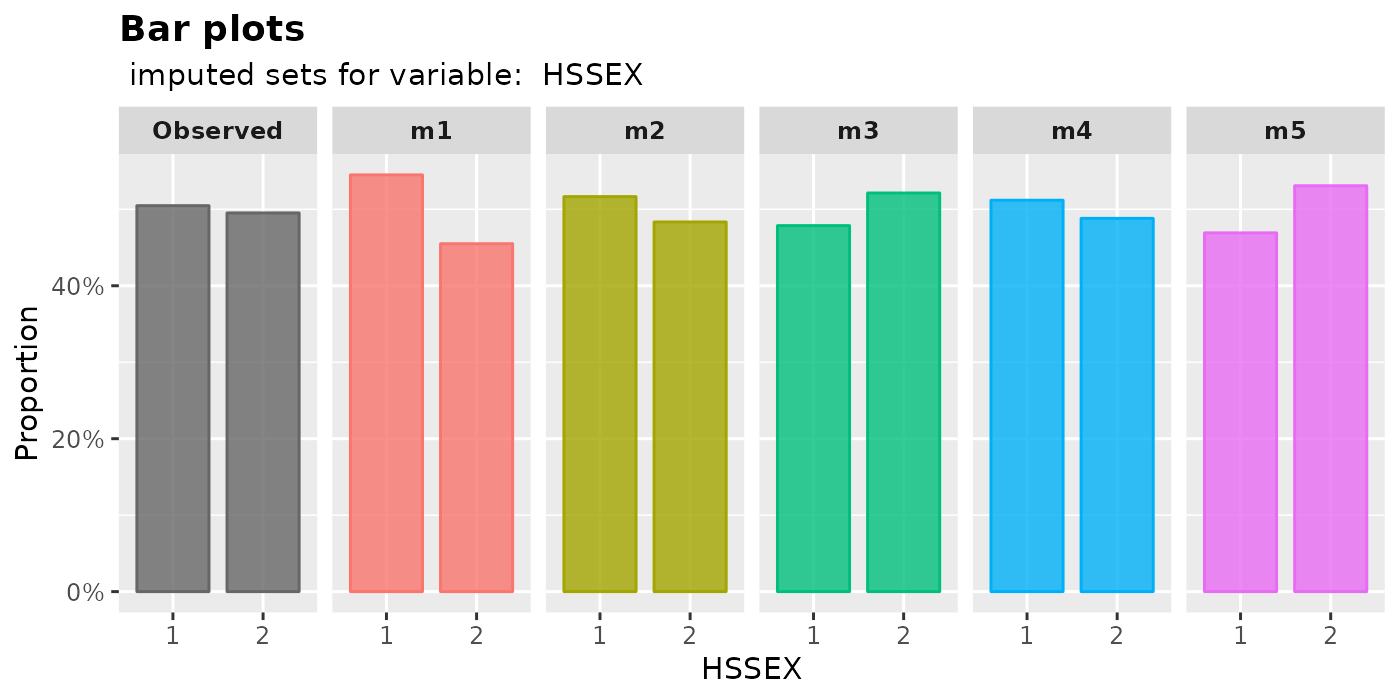 Bar plots
imputed sets for variable:  HSSEX
Observed m1 m2 m3 m4 m5
Proportion
40%
20%
0%
1 2 1 2 1 2 1 2 1 2 1 2
HSSEX